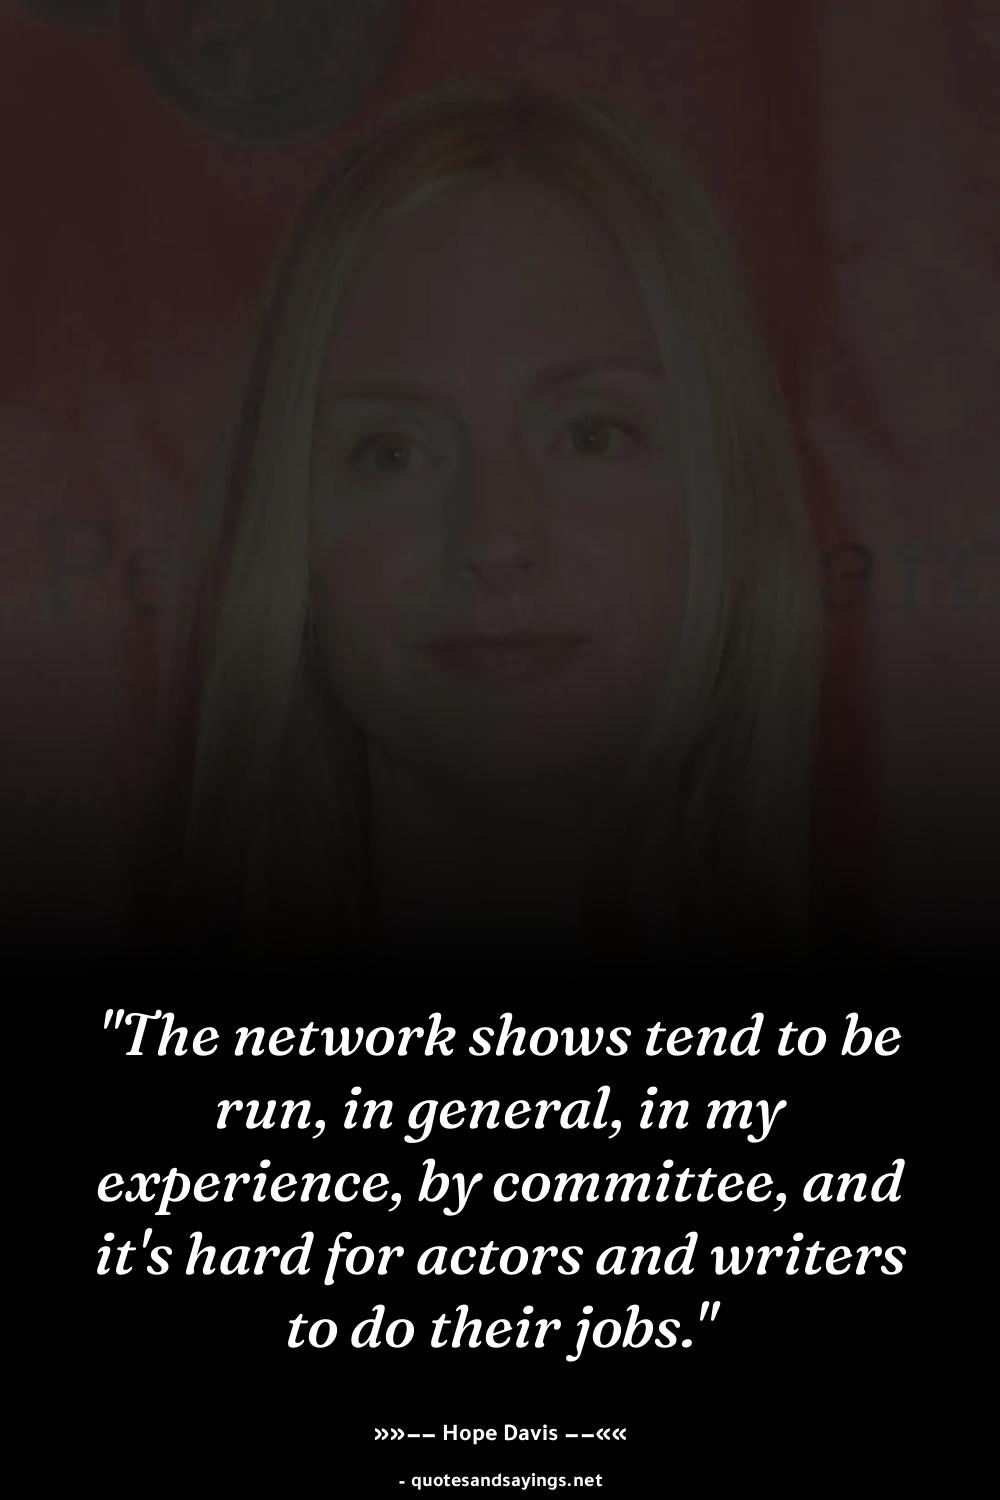 "The network shows tend to be
run, in general, in my
experience, by committee, and
it's hard for actors and writers
to do their jobs."
»»–– Hope Davis ––««
- quotesandsayings.net